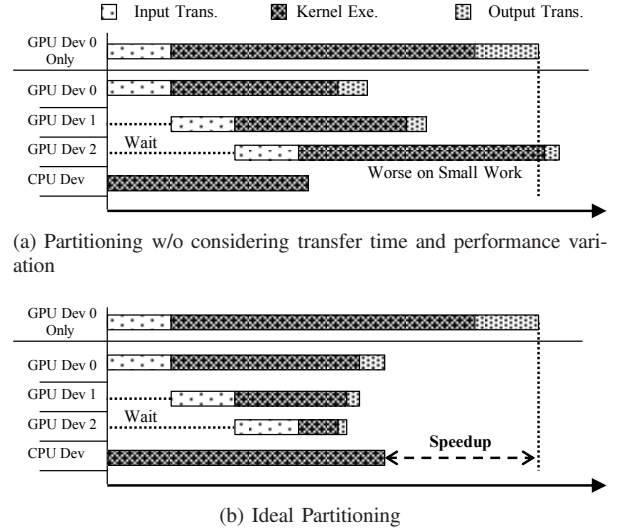 Input Trans. Kernel Exe. Output Trans.
GPU Dev 0
Only
GPU Dev 0
GPU Dev 1
Wait
GPU Dev 2
Worse on Small Work
CPU Dev
(a) Partitioning w/o considering transfer time and performance vari-
ation
GPU Dev 0
Only
GPU Dev 0
GPU Dev 1
Wait
GPU Dev 2
Speedup
CPU Dev
(b) Ideal Partitioning